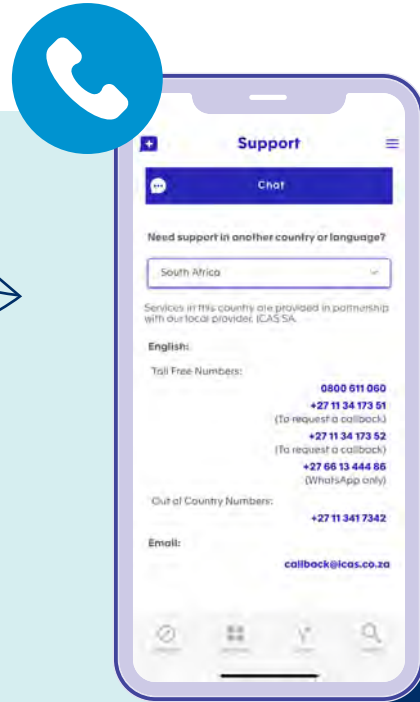 Support
Chat
Need support in another country or language?
South Africa
Services in this country are provided in partnership
with our local provider, ICAS SA.
English:
Toll Free Numbers:
0800 611 060
+27 11 34 173 51
(To request a callback)
+27 11 34 173 52
(To request a callback)
+27 66 13 444 86
(WhatsApp only)
Out of Country Numbers:
+27 11 341 7342
Email:
callback@icas.co.za